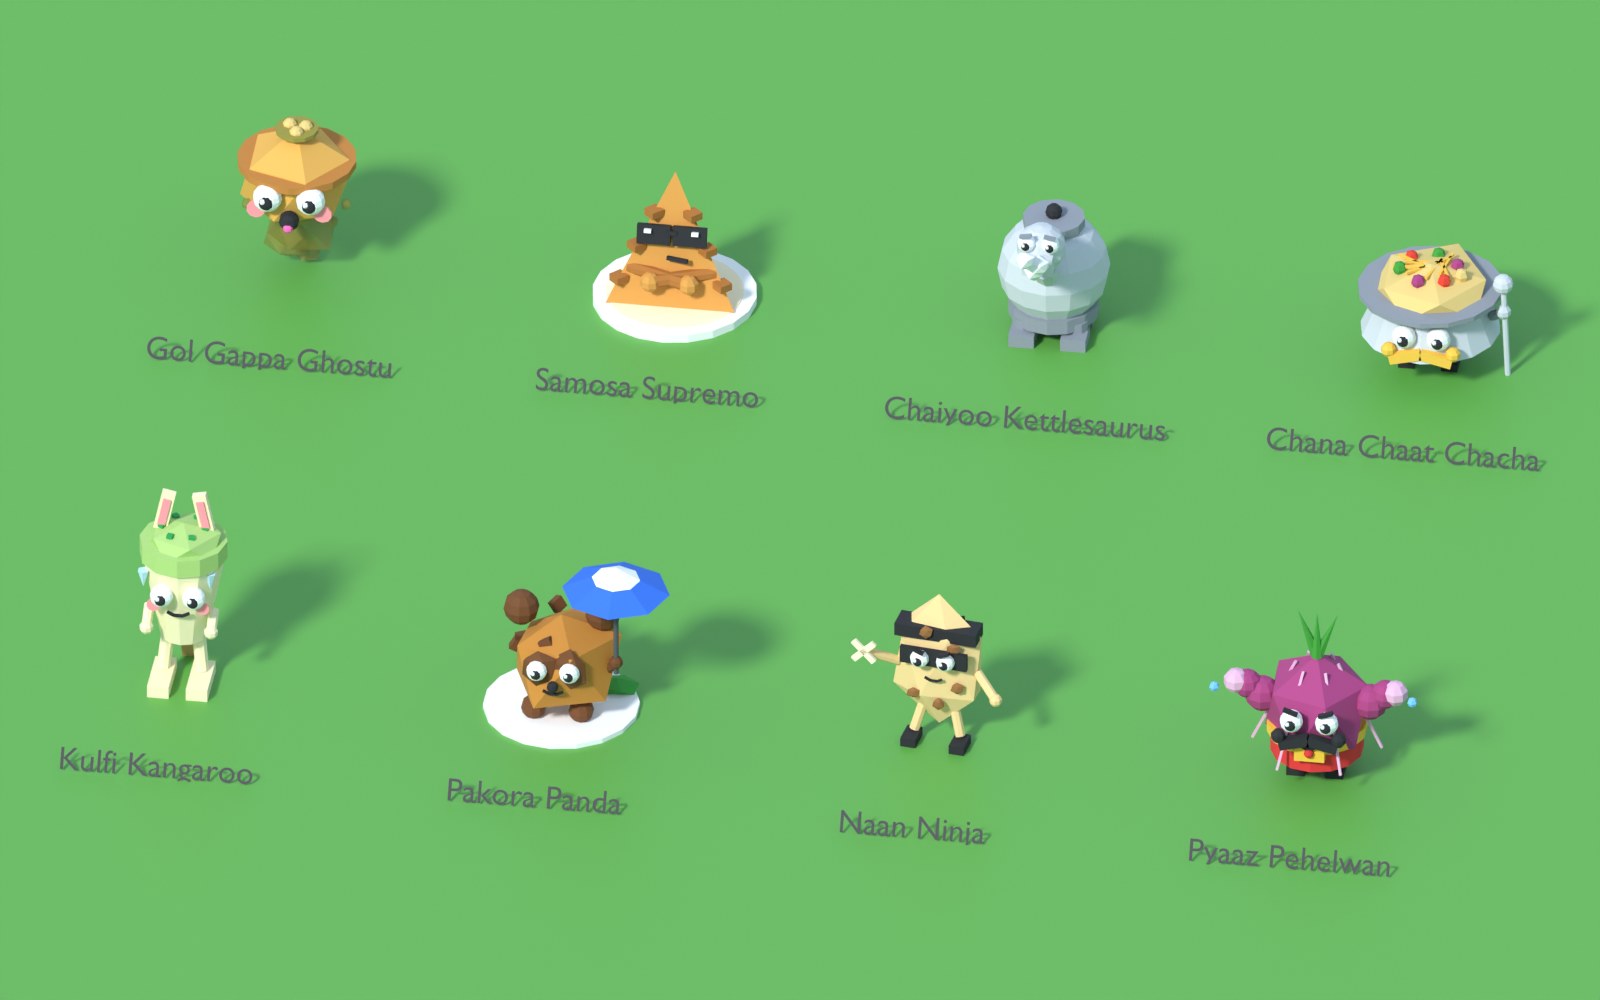 Gol Gappa Ghostu
Samosa Supremo
Chaiyoo Kettlesaurus
Chana Chaat Chacha
Kulfi Kangaroo
Pakora Panda
Naan Ninja
Pyaaz Pehelwan